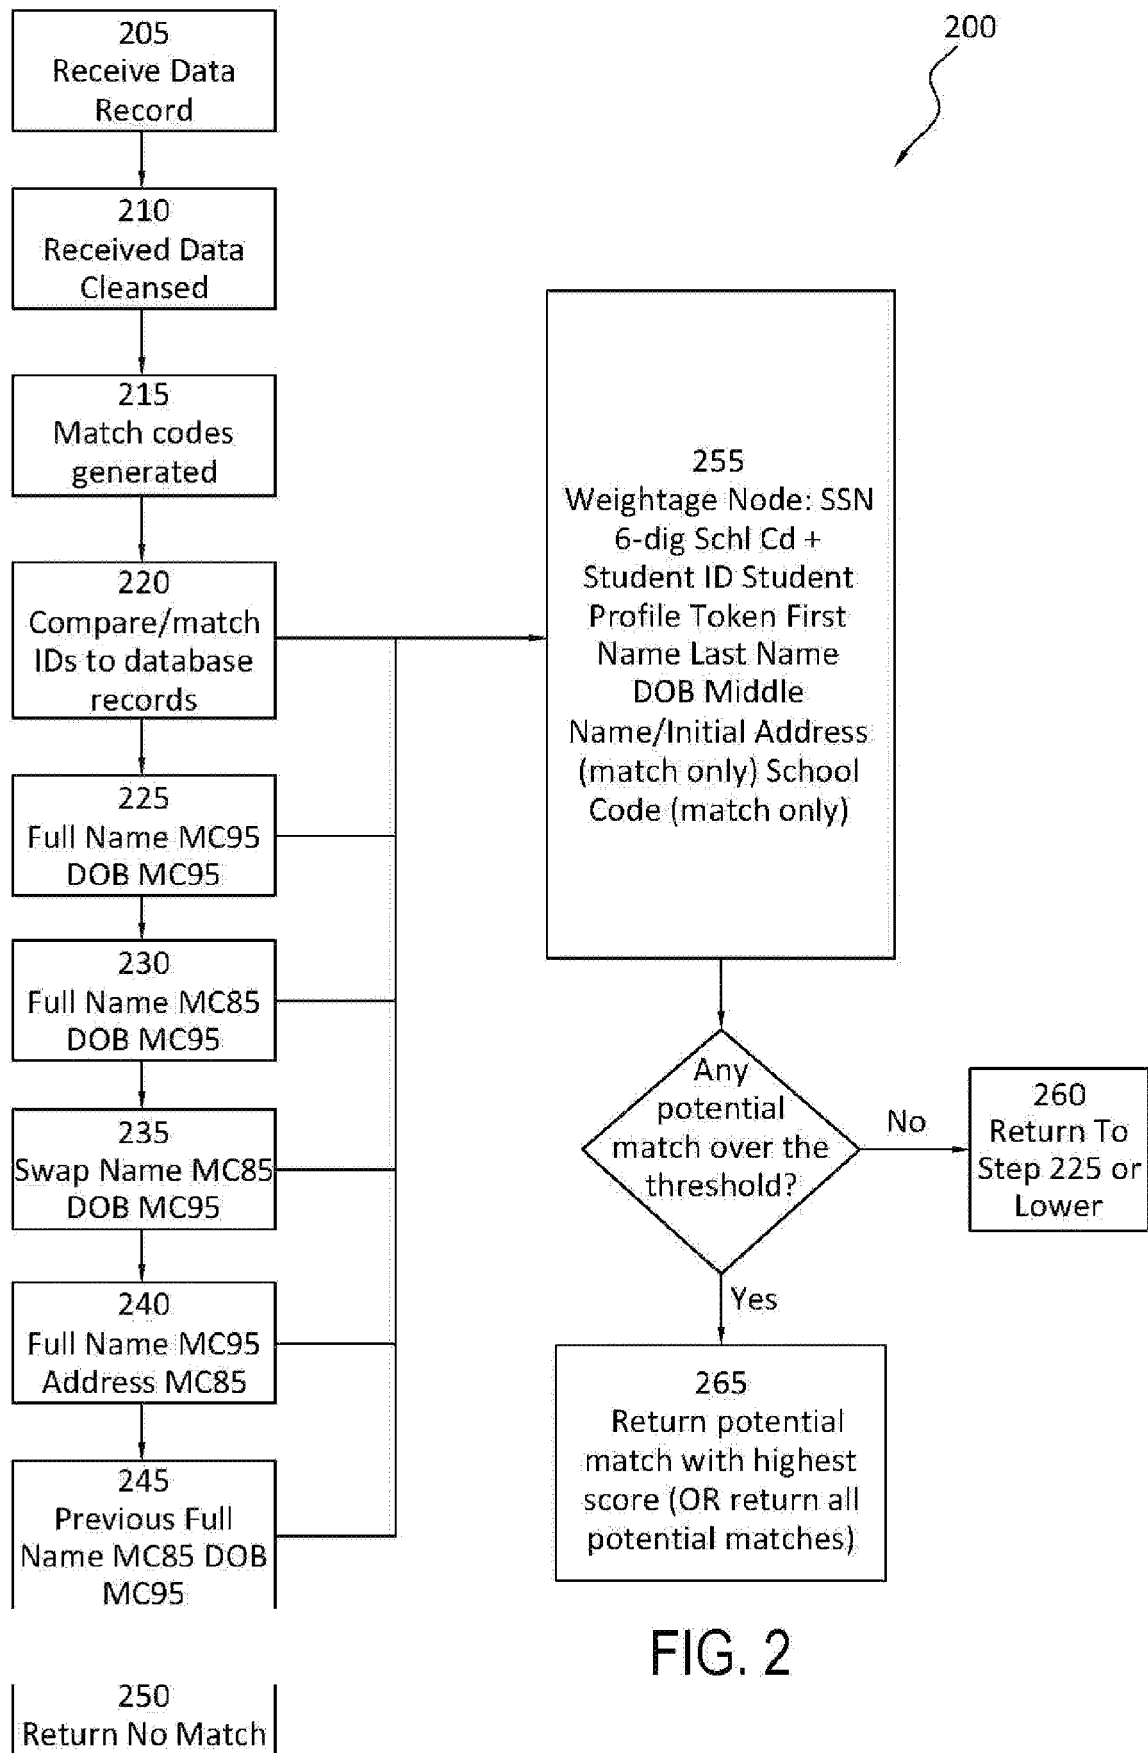 205
Receive Data
Record
200
210
Received Data
Cleansed
215
Match codes
generated
220
Compare/match
IDs to database
records
225
Full Name MC95
DOB MC95
230
Full Name MC85
DOB MC95
235
Swap Name MC85
DOB MC95
240
Full Name MC95
Address MC85
245
Previous Full
Name MC85 DOB
MC95
250
Return No Match
255
Weightage Node: SSN
6-dig Schl Cd +
Student ID Student
Profile Token First
Name Last Name
DOB Middle
Name/Initial Address
(match only) School
Code (match only)
Any
potential
match over the
threshold?
No
260
Return To
Step 225 or
Lower
Yes
265
Return potential
match with highest
score (OR return all
potential matches)
FIG. 2